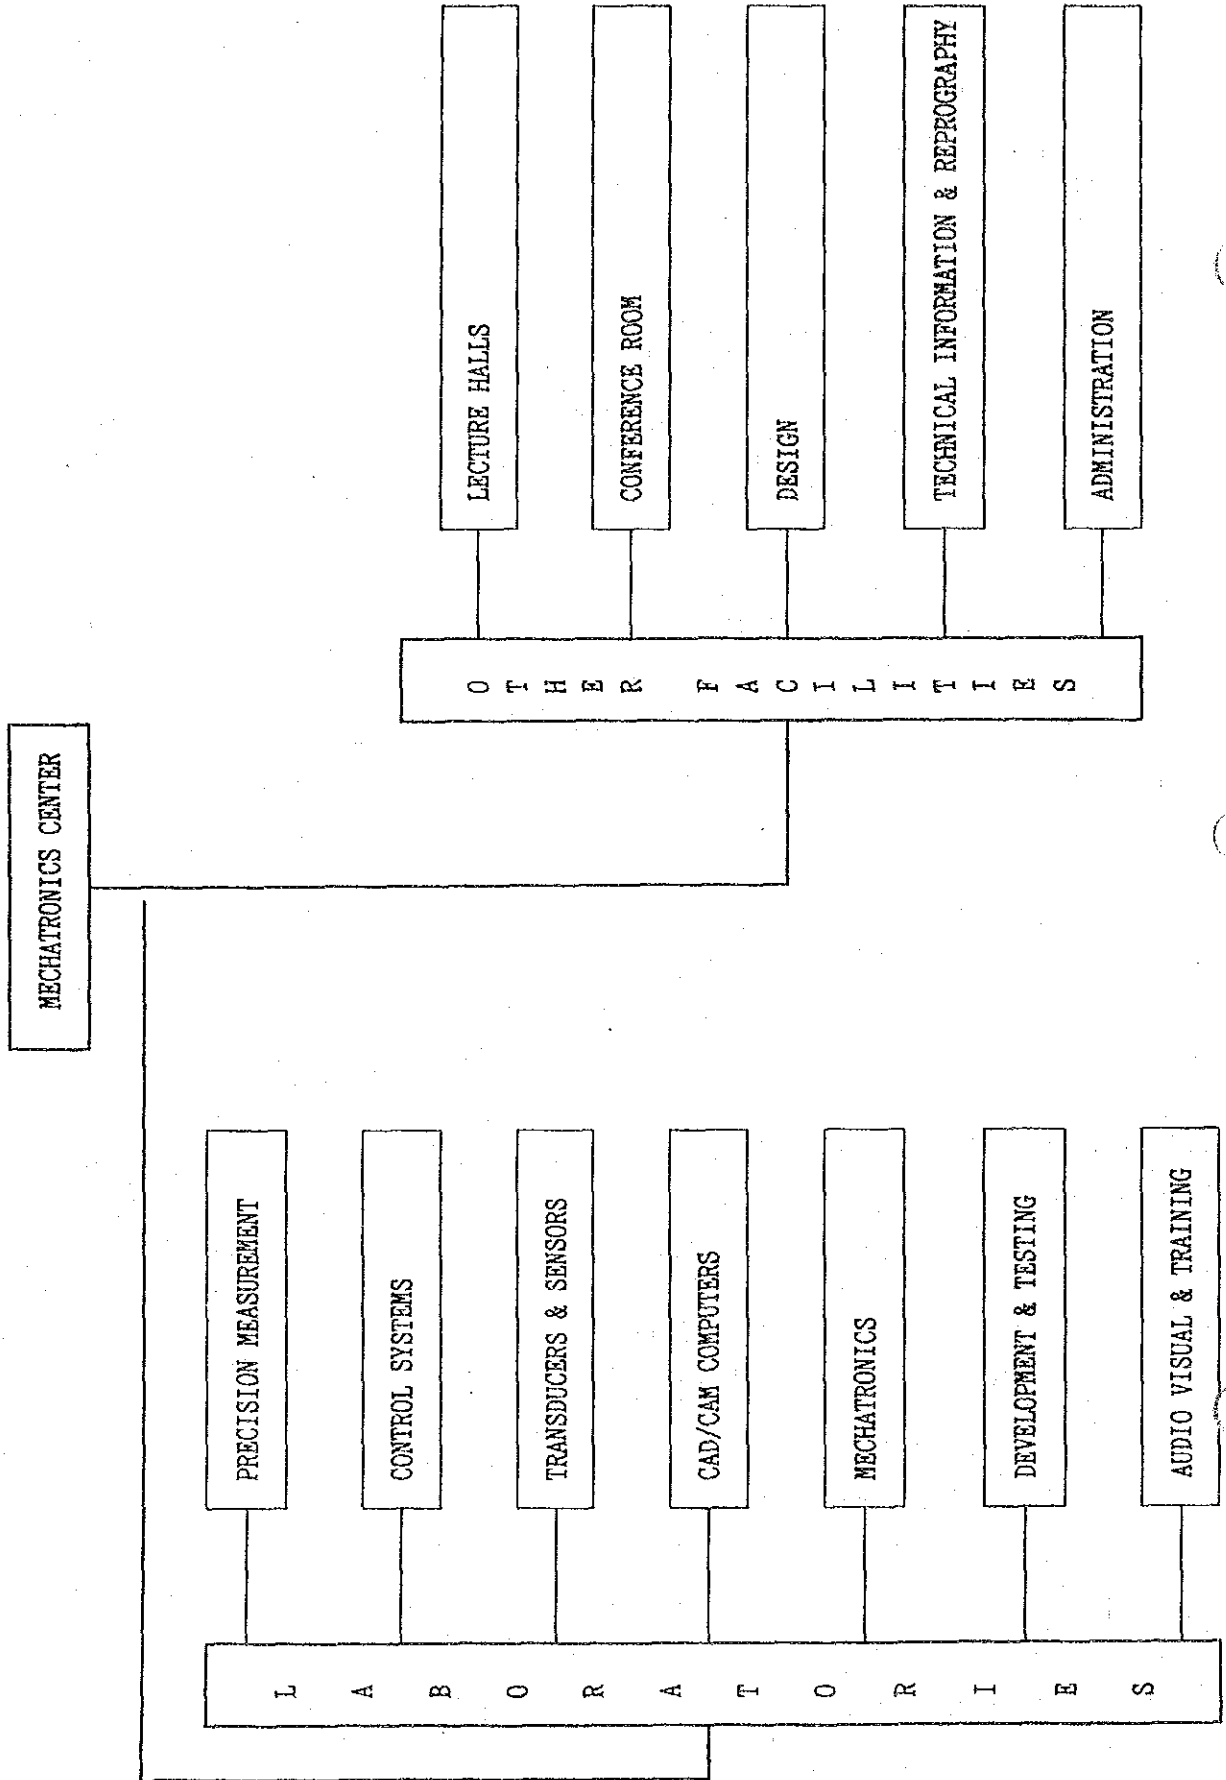 MECHATRONICS CENTER
LABORATORIES
PRECISION MEASUREMENT
CONTROL SYSTEMS
TRANSDUCERS & SENSORS
CAD/CAM COMPUTERS
MECHATRONICS
DEVELOPMENT & TESTING
AUDIO VISUAL & TRAINING
OTHER FACILITIES
LECTURE HALLS
CONFERENCE ROOM
DESIGN
TECHNICAL INFORMATION & REPROGRAPHY
ADMINISTRATION